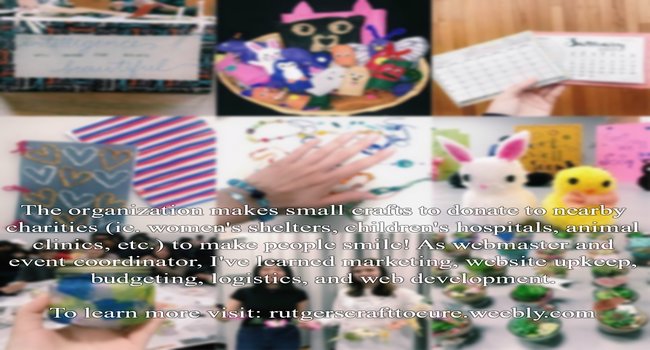 The organization makes small crafts to donate to nearby
charities (ie. women's shelters, children's hospitals, animal
clinics, etc.) to make people smile! As webmaster and
event coordinator, I've learned marketing, website upkeep,
budgeting, logistics, and web development.
To learn more visit: rutgerscrafttocure.weebly.com